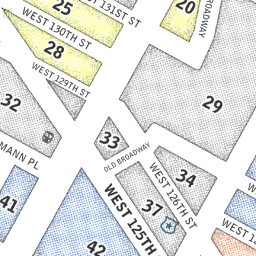 WEST 131ST ST
25
WEST 130TH ST
28
WEST 129TH ST
20
BROADWAY
29
32
33
OLD BROADWAY
MANN PL
34
WEST 126TH ST
37
WEST 125TH
41
42
WEST